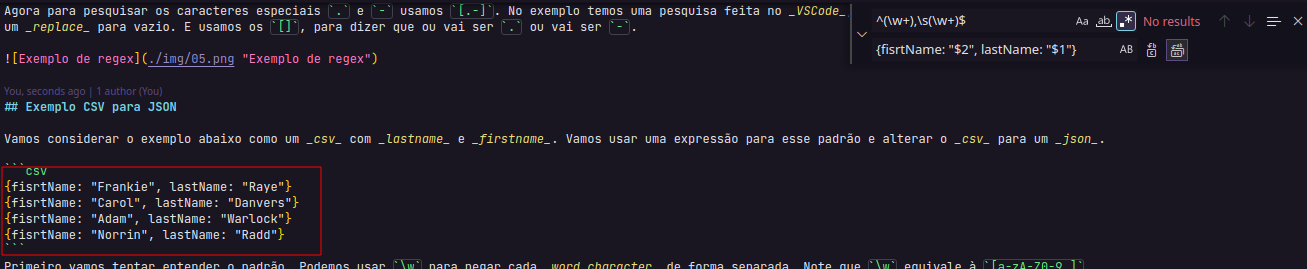 Agora para pesquisar os caracteres especiais `.` e `-` usamos `[.-]`. No exemplo temos uma pesquisa feita no _VSCode_
um _replace_ para vazio. E usamos os `[]`, para dizer que ou vai ser `.` ou vai ser `-`.
![Exemplo de regex](./img/05.png "Exemplo de regex")
You, seconds ago | 1 author (You)
## Exemplo CSV para JSON
Vamos considerar o exemplo abaixo como um _csv_ com _lastname_ e _firstname_. Vamos usar uma expressão para esse padrão e alterar o _csv_ para um _json_.
```csv
{fisrtName: "Frankie", lastName: "Raye"}
{fisrtName: "Carol", lastName: "Danvers"}
{fisrtName: "Adam", lastName: "Warlock"}
{fisrtName: "Norrin", lastName: "Radd"}
```
Primeiro vamos tentar entender o padrão. Podemos usar `\w` para pegar cada _word character_ de forma separada. Note que `\w` equivale à `[a-zA-Z0-9_]`
^(\w+),\s(\w+)$
Aa
ab
.*
No results
{fisrtName: "$2", lastName: "$1"}
AB